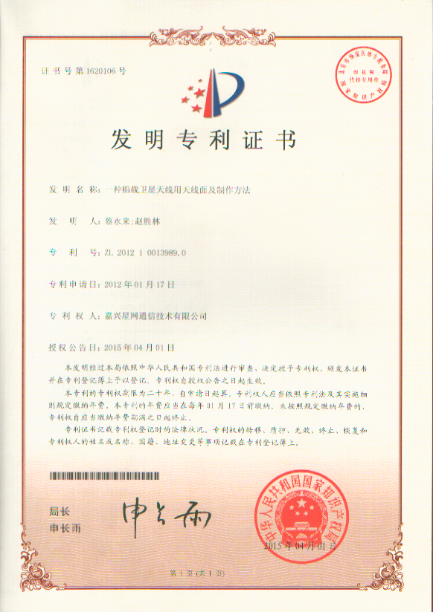 证书号第1620106号
发明专利证书
发明名称:一种船载卫星天线用天线面及制作方法
发明人:鄢永来;赵胜林
专利号:ZL 2012 1 0013989.0
专利申请日:2012年01月17日
专利权人:嘉兴星网通信技术有限公司
授权公告日:2015年04月01日
本发明经过本局依照中华人民共和国专利法进行审查,决定授予专利权,颁发本证书
并在专利登记簿上予以登记。专利权自授权公告之日起生效。
本专利的专利权期限为二十年,自申请日起算。专利权人应当依照专利法及其实施细
则规定缴纳年费。本专利的年费应当在每年01月17日前缴纳。未按照规定缴纳年费的,
专利权自应当缴纳年费期满之日起终止。
专利证书记载专利权登记时的法律状况。专利权的转移、质押、无效、终止、恢复和
专利权人的姓名或名称、国籍、地址变更等事项记载在专利登记簿上。
局长
申长雨
申长雨
中华人民共和国国家知识产权局
2015年04月01日
第1页(共1页)